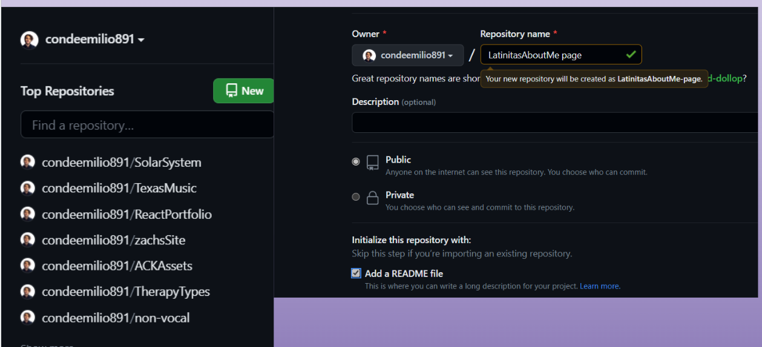 condeemilio891
Top Repositories
New
Find a repository...
condeemilio891/SolarSystem
condeemilio891/TexasMusic
condeemilio891/ReactPortfolio
condeemilio891/zachsSite
condeemilio891/ACKAssets
condeemilio891/TherapyTypes
condeemilio891/non-vocal
Show more
Owner *
Repository name *
condeemilio891 / LatinitasAboutMe page
Great repository names are shor
Your new repository will be created as LatinitasAboutMe-page.
d-dollop?
Description (optional)
Public
Anyone on the internet can see this repository. You choose who can commit.
Private
You choose who can see and commit to this repository.
Initialize this repository with:
Skip this step if you're importing an existing repository.
Add a README file
This is where you can write a long description for your project. Learn more.